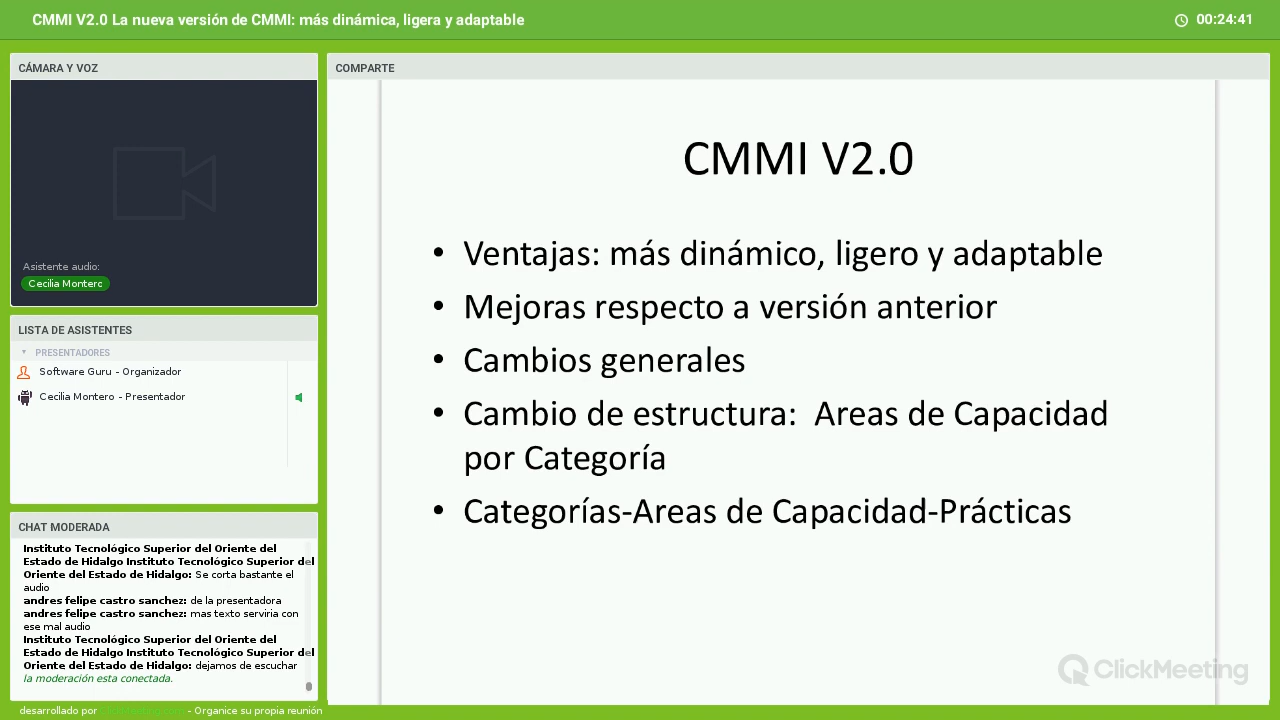 CMMI V2.0 La nueva versión de CMMI: más dinámica, ligera y adaptable
00:24:41
CÁMARA Y VOZ
Asistente audio:
Cecilia Montero
LISTA DE ASISTENTES
PRESENTADORES
Software Guru - Organizador
Cecilia Montero - Presentador
CHAT MODERADA
Instituto Tecnológico Superior del Oriente del
Estado de Hidalgo Instituto Tecnológico Superior del
Oriente del Estado de Hidalgo: Se corta bastante el
audio
andres felipe castro sanchez: de la presentadora
andres felipe castro sanchez: mas texto serviria con
ese mal audio
Instituto Tecnológico Superior del Oriente del
Estado de Hidalgo Instituto Tecnológico Superior del
Oriente del Estado de Hidalgo: dejamos de escuchar
la moderación esta conectada.
desarrollado por - Organice su propia reunión
COMPARTE
CMMI V2.0
• Ventajas: más dinámico, ligero y adaptable
• Mejoras respecto a versión anterior
• Cambios generales
• Cambio de estructura: Areas de Capacidad
por Categoría
• Categorías-Areas de Capacidad-Prácticas
ClickMeeting